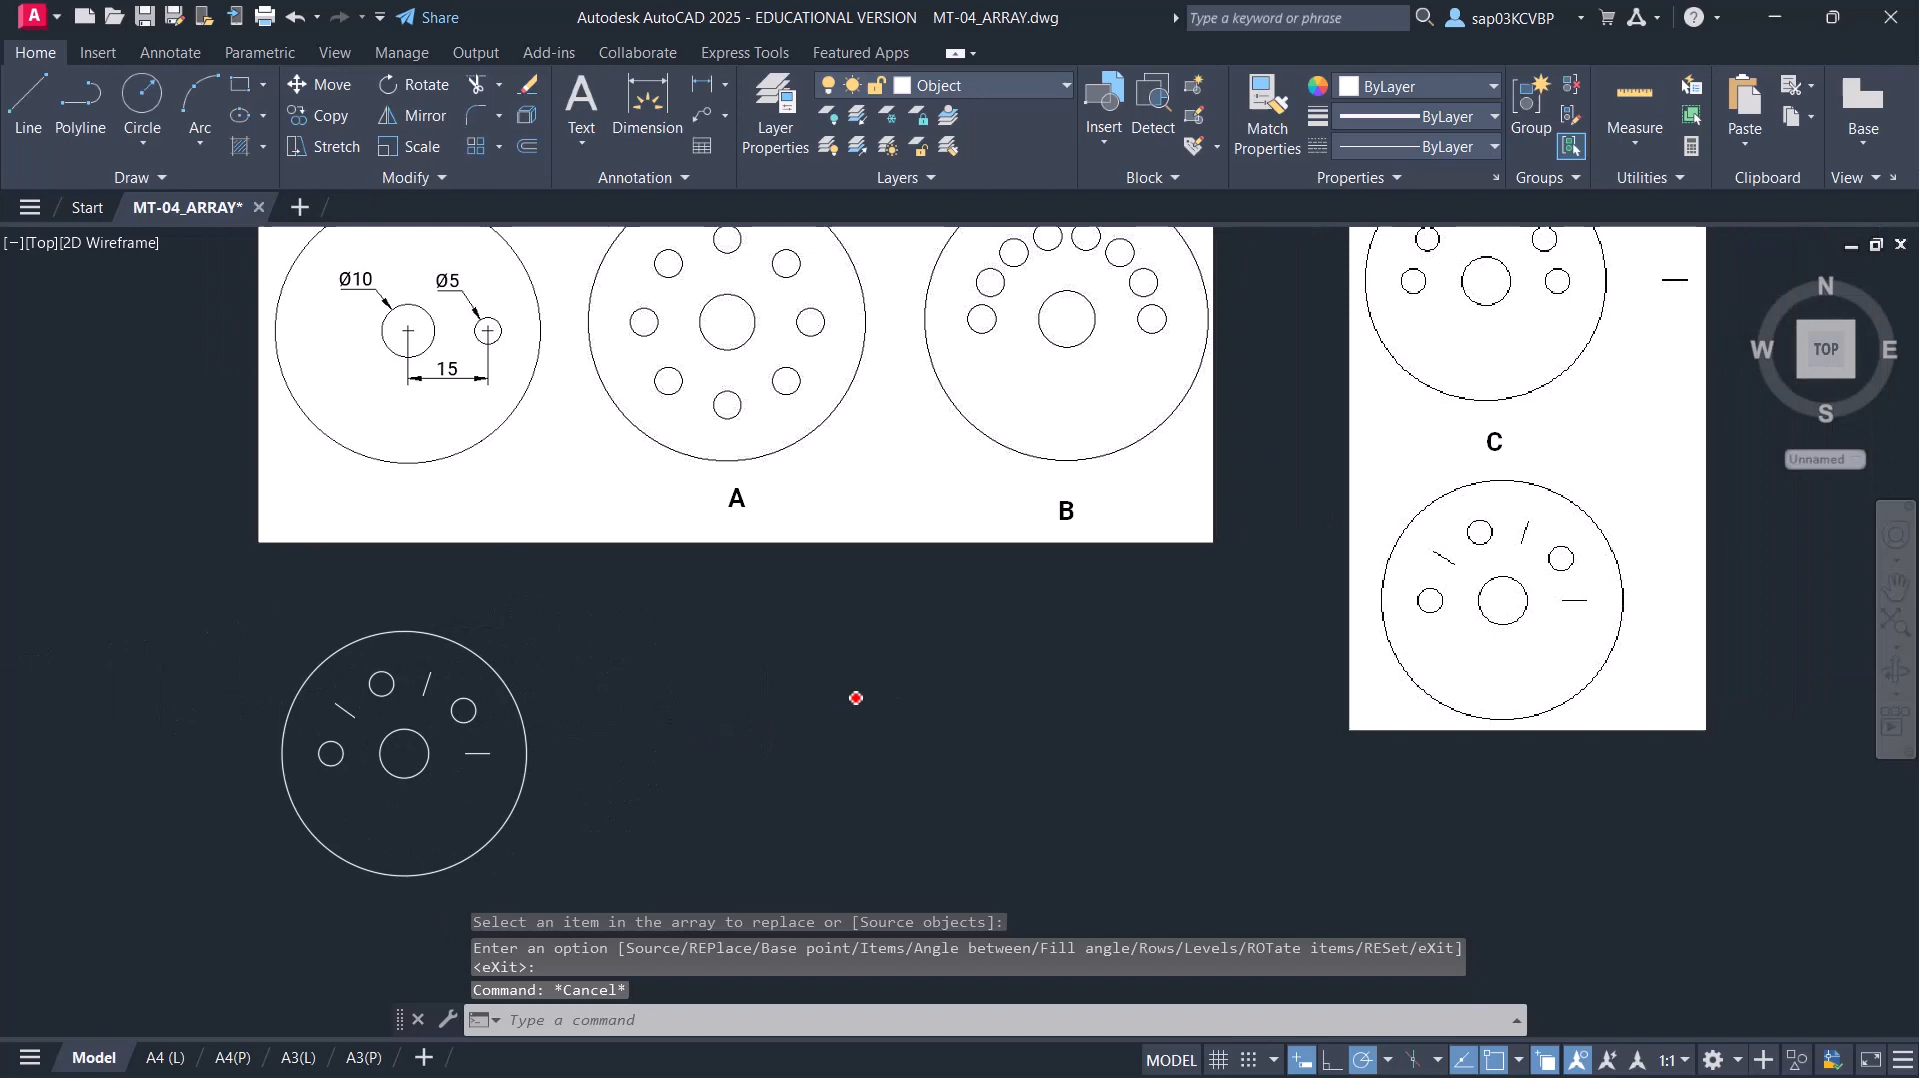 A Share Autodesk AutoCAD 2025 - EDUCATIONAL VERSION MT-04_ARRAY.dwg Type a keyword or phrase sap03KCVBP
Home Insert Annotate Parametric View Manage Output Add-ins Collaborate Express Tools Featured Apps
Line Polyline Circle Arc
Move Rotate
Copy Mirror
Stretch Scale
Text Dimension
Layer Properties
Object
Insert Detect
Match Properties
ByLayer
ByLayer
ByLayer
Group
Measure
Paste
Base
Draw Modify Annotation Layers Block Properties Groups Utilities Clipboard View
Start MT-04_ARRAY*
[−][Top][2D Wireframe]
Ø10 Ø5
15
A
B
C
N
W TOP E
S
Unnamed
Select an item in the array to replace or [Source objects]:
Enter an option [Source/REPlace/Base point/Items/Angle between/Fill angle/Rows/Levels/ROTate items/RESet/eXit]
<eXit>:
Command: *Cancel*
Type a command
Model A4 (L) A4(P) A3(L) A3(P)
MODEL 1:1